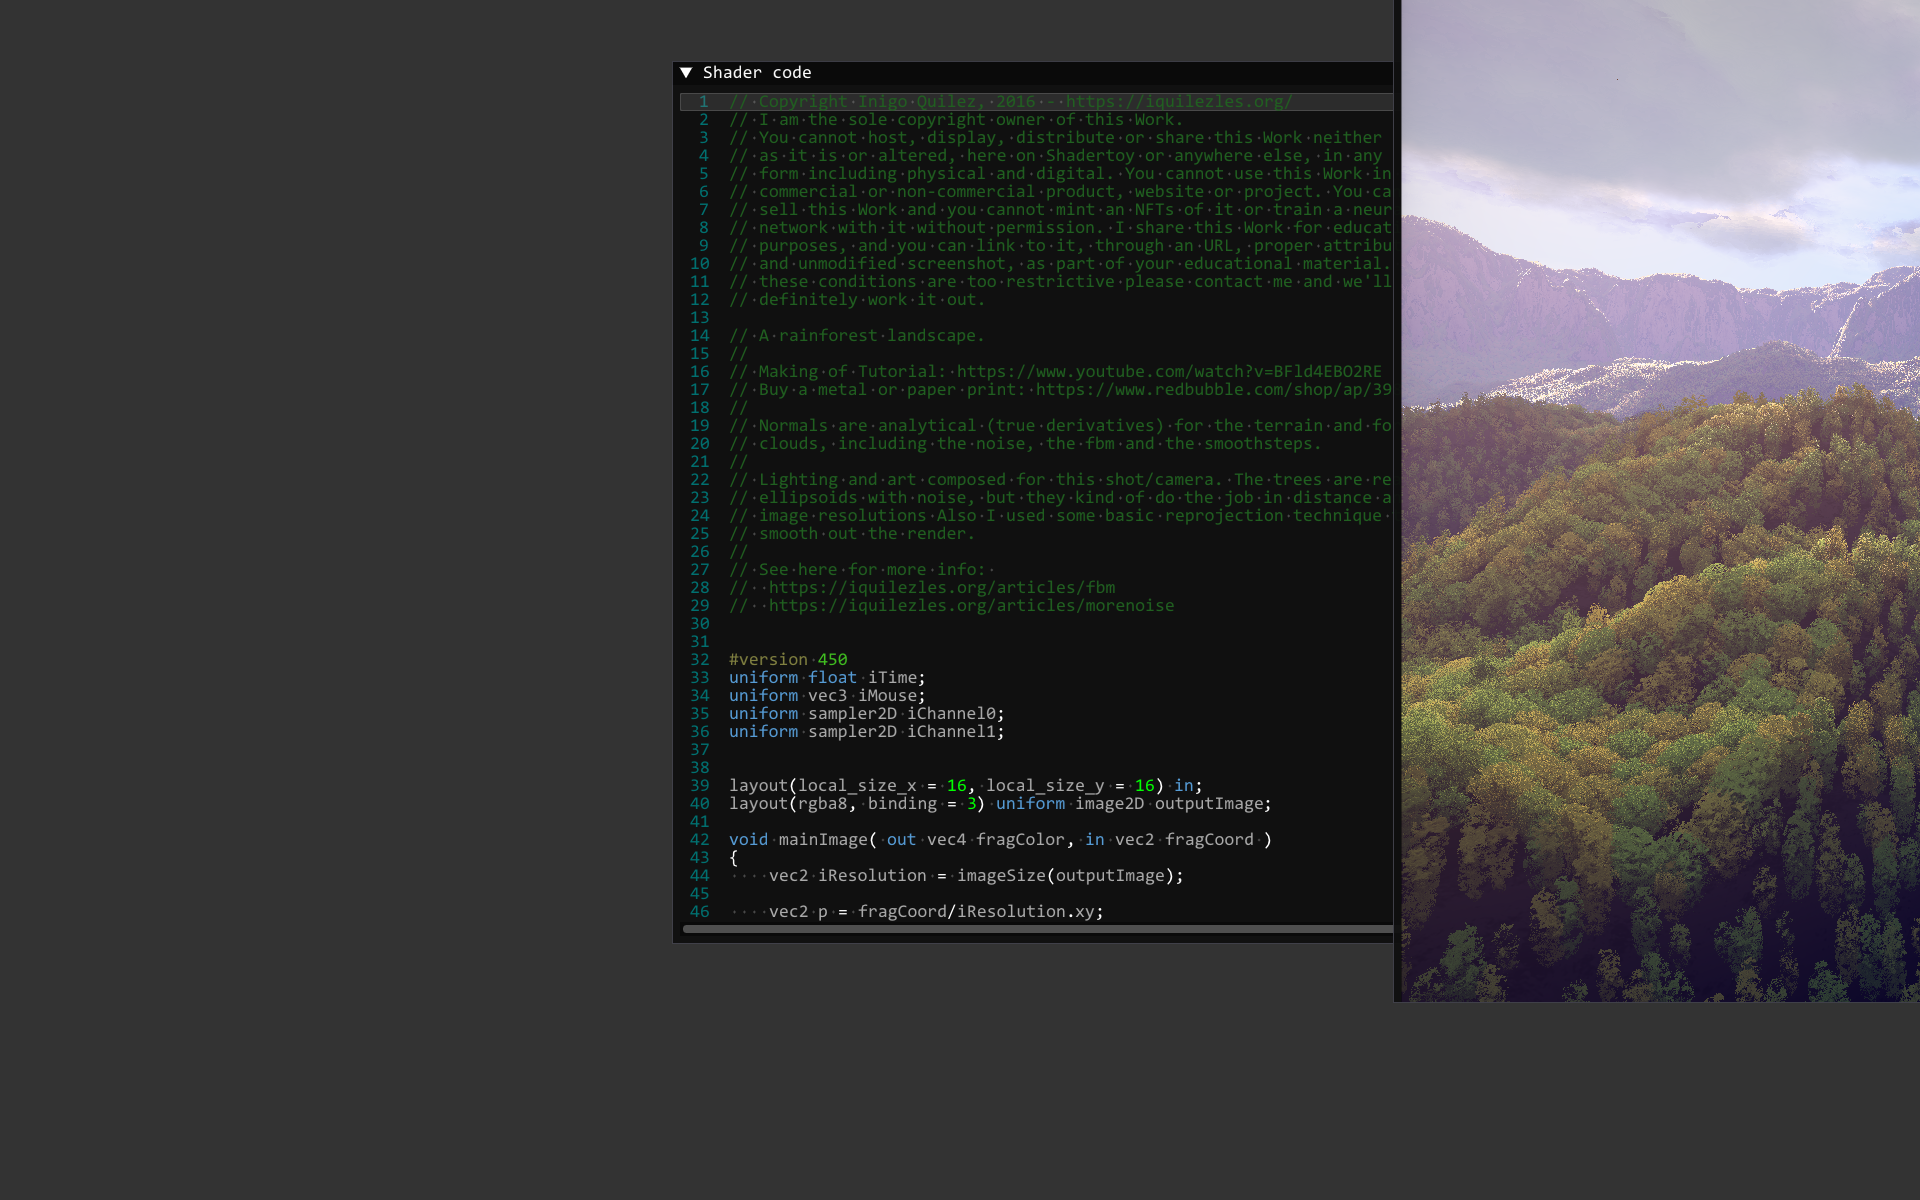 ▼ Shader code
1 // Copyright Inigo Quilez, 2016 - https://iquilezles.org/
2 // I am the sole copyright owner of this Work.
3 // You cannot host, display, distribute or share this Work neither
4 // as it is or altered, here on Shadertoy or anywhere else, in any
5 // form including physical and digital. You cannot use this Work in
6 // commercial or non-commercial product, website or project. You ca
7 // sell this Work and you cannot mint an NFTs of it or train a neur
8 // network with it without permission. I share this Work for educat
9 // purposes, and you can link to it, through an URL, proper attribu
10 // and unmodified screenshot, as part of your educational material.
11 // these conditions are too restrictive please contact me and we'll
12 // definitely work it out.
13
14 // A rainforest landscape.
15 //
16 // Making of Tutorial: https://www.youtube.com/watch?v=BFld4EBO2RE
17 // Buy a metal or paper print: https://www.redbubble.com/shop/ap/39
18 //
19 // Normals are analytical (true derivatives) for the terrain and fo
20 // clouds, including the noise, the fbm and the smoothsteps.
21 //
22 // Lighting and art composed for this shot/camera. The trees are re
23 // ellipsoids with noise, but they kind of do the job in distance a
24 // image resolutions Also I used some basic reprojection technique
25 // smooth out the render.
26 //
27 // See here for more info:
28 //  https://iquilezles.org/articles/fbm
29 //  https://iquilezles.org/articles/morenoise
30
31
32 #version 450
33 uniform float iTime;
34 uniform vec3 iMouse;
35 uniform sampler2D iChannel0;
36 uniform sampler2D iChannel1;
37
38
39 layout(local_size_x = 16, local_size_y = 16) in;
40 layout(rgba8, binding = 3) uniform image2D outputImage;
41
42 void mainImage( out vec4 fragColor, in vec2 fragCoord )
43 {
44     vec2 iResolution = imageSize(outputImage);
45
46     vec2 p = fragCoord/iResolution.xy;